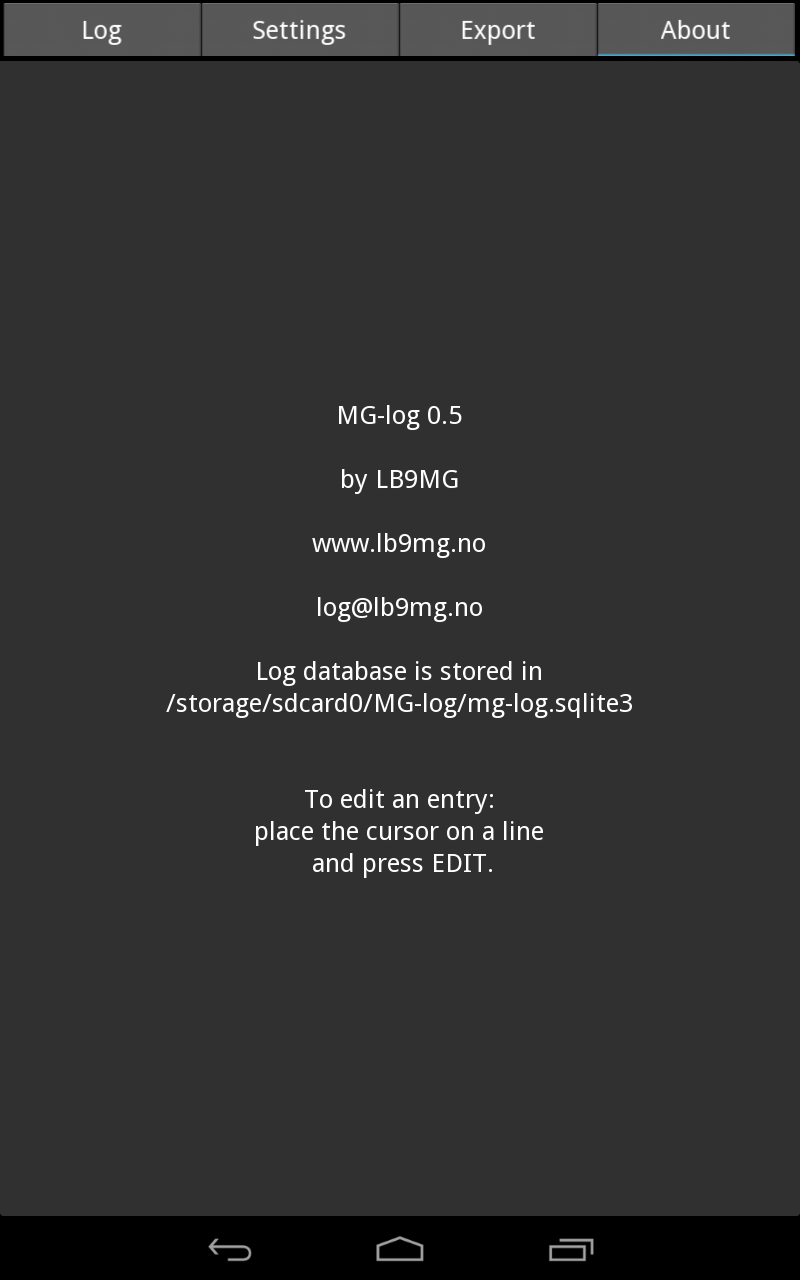 Log
Settings
Export
About
MG-log 0.5
by LB9MG
www.lb9mg.no
log@lb9mg.no
Log database is stored in
/storage/sdcard0/MG-log/mg-log.sqlite3
To edit an entry:
place the cursor on a line
and press EDIT.